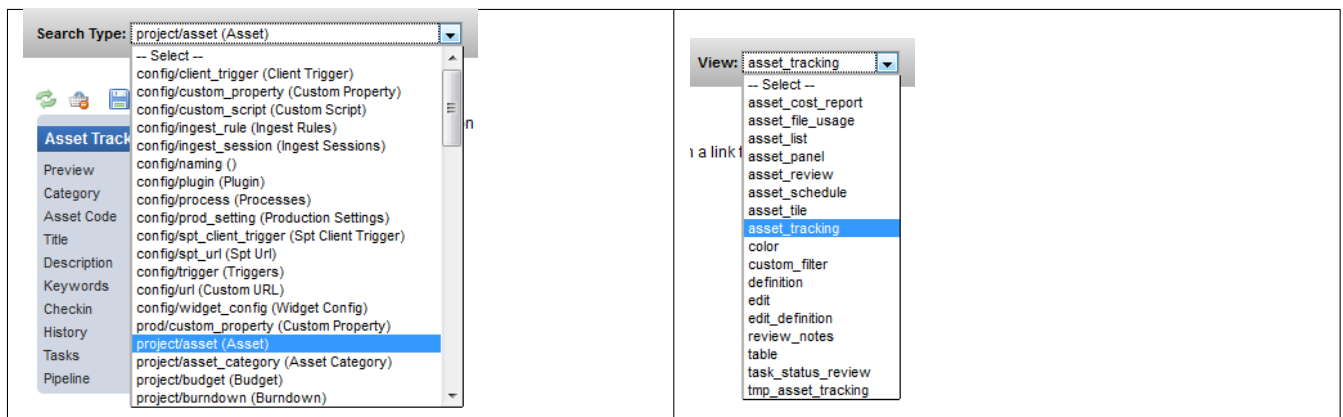 Search Type: project/asset (Asset)
-- Select --
config/client_trigger (Client Trigger)
config/custom_property (Custom Property)
config/custom_script (Custom Script)
config/ingest_rule (Ingest Rules)
config/ingest_session (Ingest Sessions)
config/naming ()
config/plugin (Plugin)
config/process (Processes)
config/prod_setting (Production Settings)
config/spt_client_trigger (Spt Client Trigger)
config/spt_url (Spt Url)
config/trigger (Triggers)
config/url (Custom URL)
config/widget_config (Widget Config)
prod/custom_property (Custom Property)
project/asset (Asset)
project/asset_category (Asset Category)
project/budget (Budget)
project/burndown (Burndown)
Asset Track
Preview
Category
Asset Code
Title
Description
Keywords
Checkin
History
Tasks
Pipeline
n
View: asset_tracking
-- Select --
asset_cost_report
asset_file_usage
asset_list
asset_panel
asset_review
asset_schedule
asset_tile
asset_tracking
color
custom_filter
definition
edit
edit_definition
review_notes
table
task_status_review
tmp_asset_tracking
a link